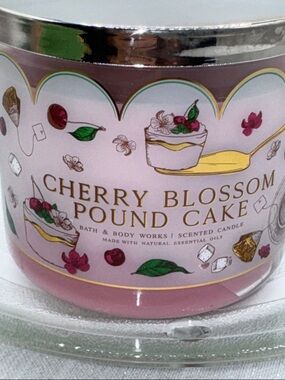 CHERRY BLOSSOM
POUND CAKE
BATH & BODY WORKS | SCENTED CANDLE
MADE WITH NATURAL ESSENTIAL OILS